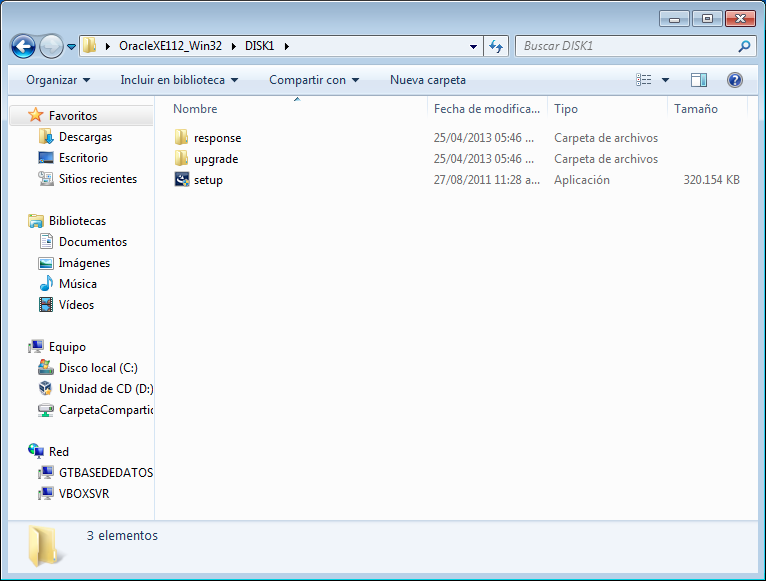 OracleXE112_Win32 DISK1 Buscar DISK1
Organizar Incluir en biblioteca Compartir con Nueva carpeta
Favoritos
Descargas
Escritorio
Sitios recientes
Bibliotecas
Documentos
Imágenes
Música
Vídeos
Equipo
Disco local (C:)
Unidad de CD (D:)
CarpetaCompartic
Red
GTBASEDEDATOS
VBOXSVR
Nombre Fecha de modifica... Tipo Tamaño
response 25/04/2013 05:46 ... Carpeta de archivos
upgrade 25/04/2013 05:46 ... Carpeta de archivos
setup 27/08/2011 11:28 a... Aplicación 320.154 KB
3 elementos